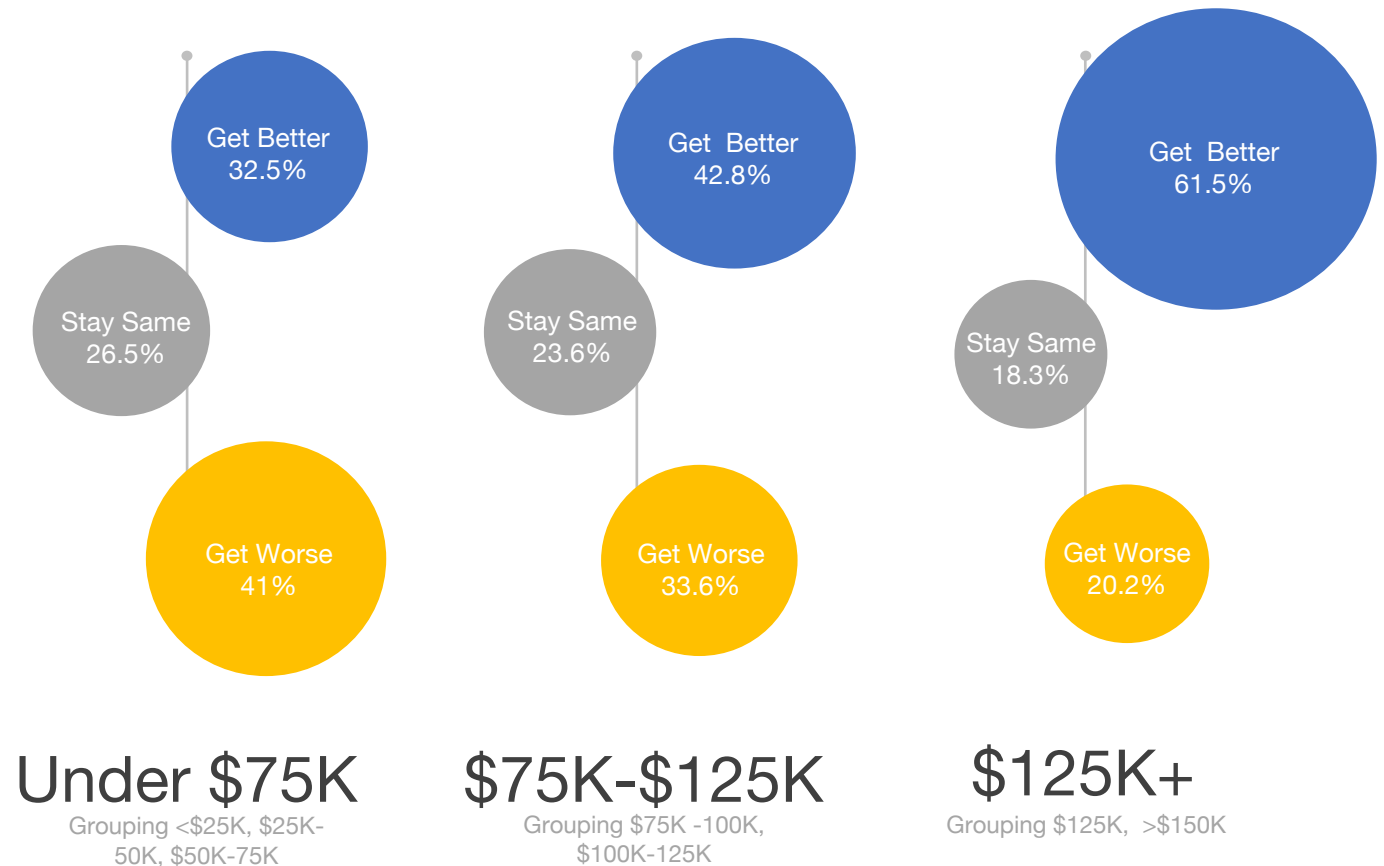 Get Better
32.5%
Stay Same
26.5%
Get Worse
41%
Under $75K
Grouping <$25K, $25K-
50K, $50K-75K
Get  Better
42.8%
Stay Same
23.6%
Get Worse
33.6%
$75K-$125K
Grouping $75K -100K,
$100K-125K
Get  Better
61.5%
Stay Same
18.3%
Get Worse
20.2%
$125K+
Grouping $125K,  >$150K